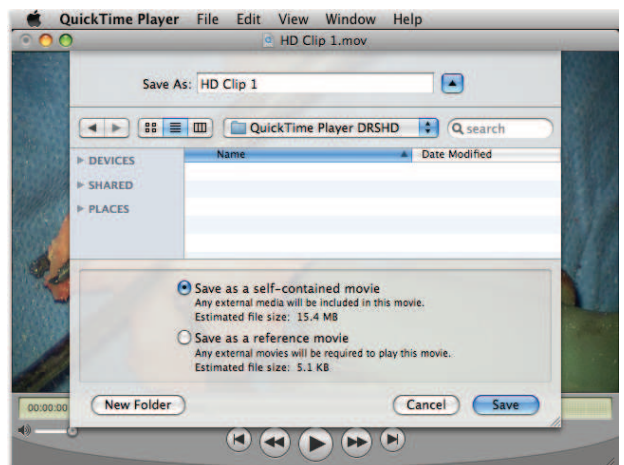 QuickTime Player File Edit View Window Help
HD Clip 1.mov
Save As: HD Clip 1
QuickTime Player DRSHD
search
Name Date Modified
DEVICES
SHARED
PLACES
Save as a self-contained movie
Any external media will be included in this movie.
Estimated file size: 15.4 MB
Save as a reference movie
Any external movies will be required to play this movie.
Estimated file size: 5.1 KB
New Folder Cancel Save
00:00:00